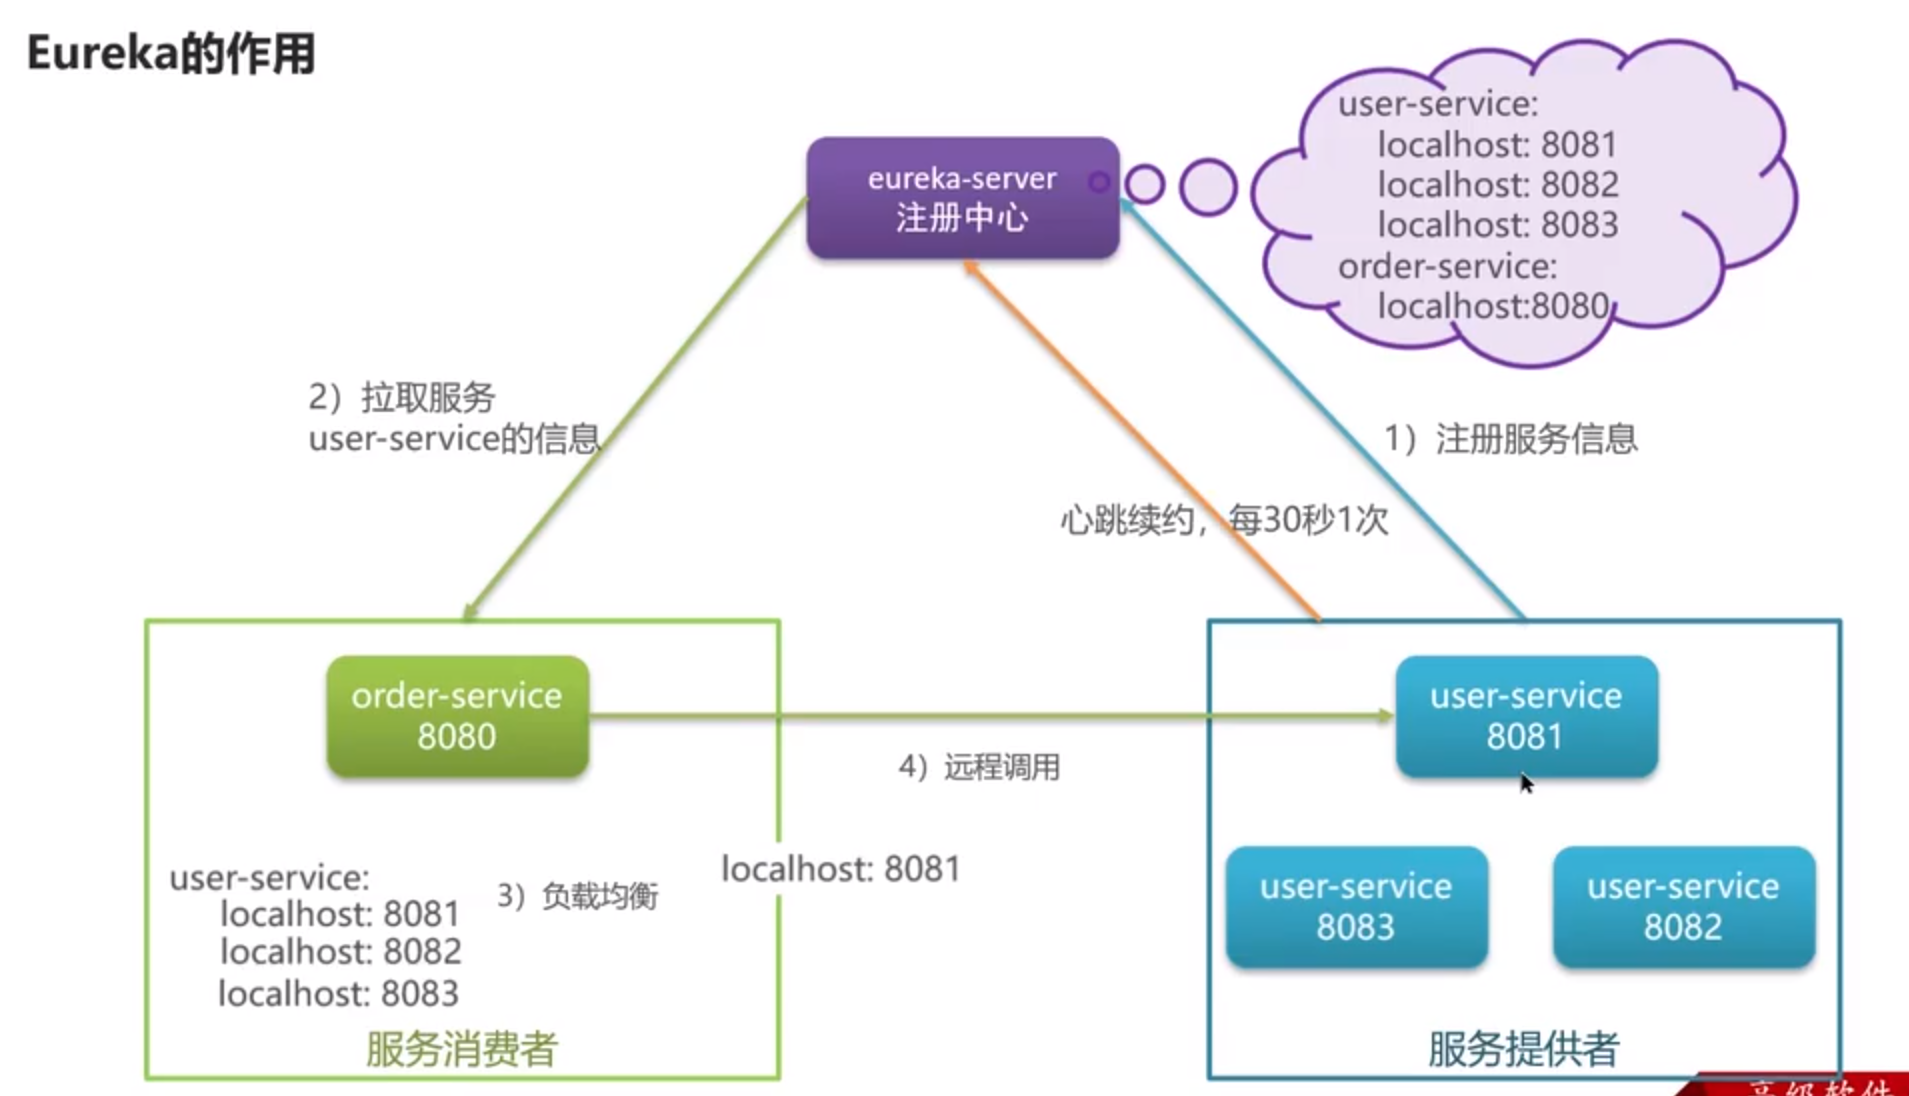 Eureka的作用
eureka-server
注册中心
user-service:
localhost: 8081
localhost: 8082
localhost: 8083
order-service:
localhost:8080
2）拉取服务
user-service的信息
1）注册服务信息
心跳续约，每30秒1次
order-service
8080
4）远程调用
user-service
8081
user-service:
localhost: 8081
localhost: 8082
localhost: 8083
3）负载均衡
localhost: 8081
user-service
8083
user-service
8082
服务消费者
服务提供者
高级软件